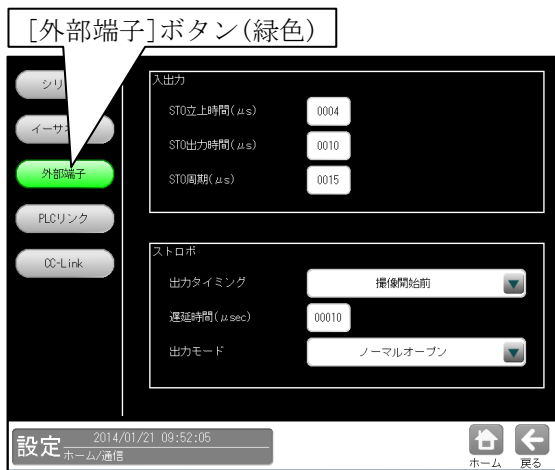 [外部端子]ボタン(緑色)
シリ
入出力
STO立上時間(μs) 0004
イーサ
STO出力時間(μs) 0010
外部端子
STO周期(μs) 0015
PLCリンク
CC-Link
ストロボ
出力タイミング 撮像開始前
遅延時間(μsec) 00010
出力モード ノーマルオープン
設定 2014/01/21 09:52:05
ホーム/通信
ホーム 戻る